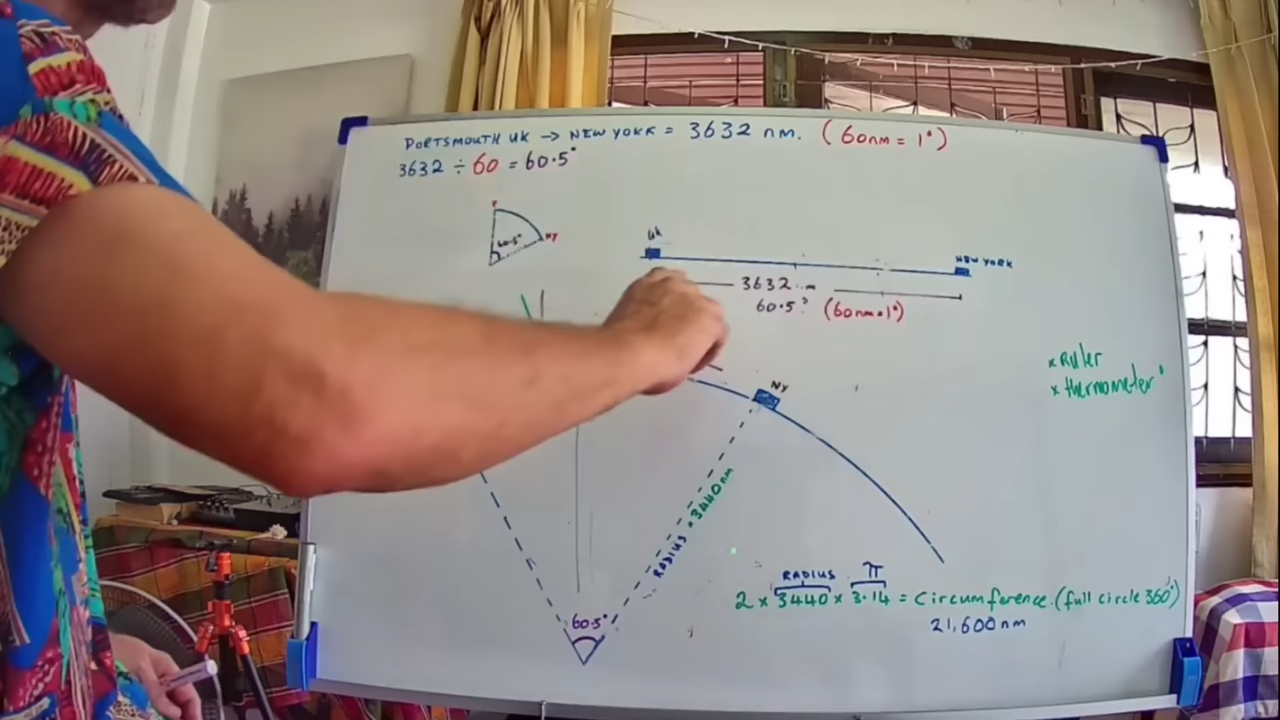 PORTSMOUTH UK → NEW YORK = 3632 nm. (60nm = 1°)
3632 ÷ 60 = 60.5°
P
60.5°
NY
UK
NEW YORK
3632
60.5° (60nm=1°)
× Ruler
× thermometer°
NY
RADIUS = 3440nm
60.5°
RADIUS π
2 × 3440 × 3.14 = Circumference. (full circle 360°)
21,600nm